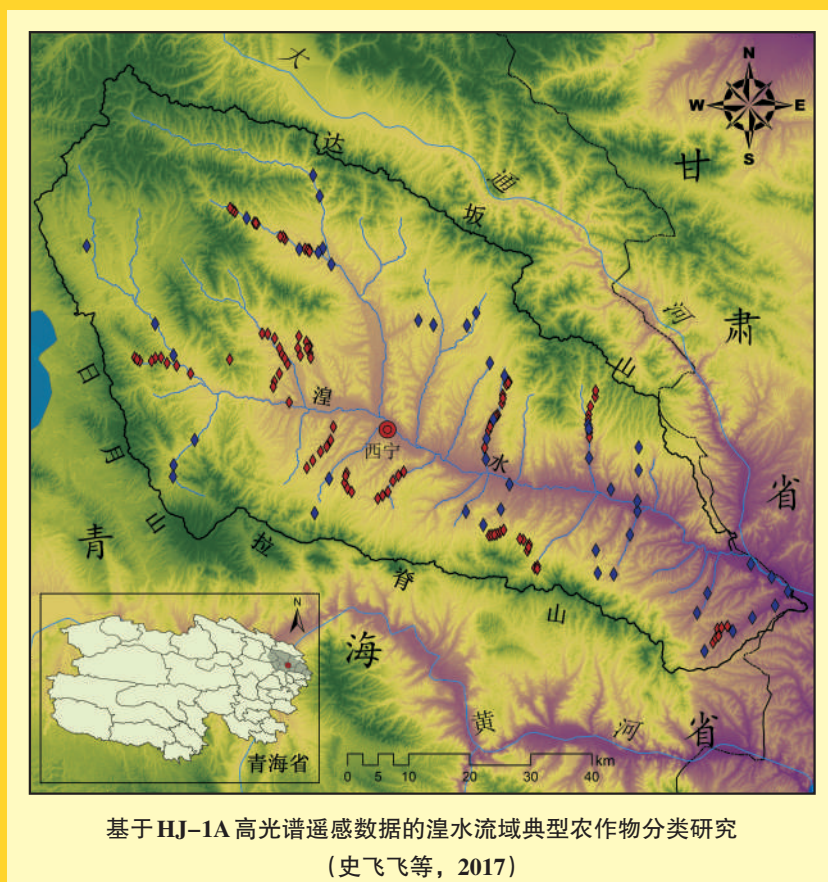 N
W E
S
大
通
河
达
坂
山
甘
肃
省
日
月
山
湟
水
西宁
拉
脊
山
青
海
省
黄
河
N
青海省
km
0 5 10 20 30 40
基于HJ-1A高光谱遥感数据的湟水流域典型农作物分类研究
(史飞飞等，2017)